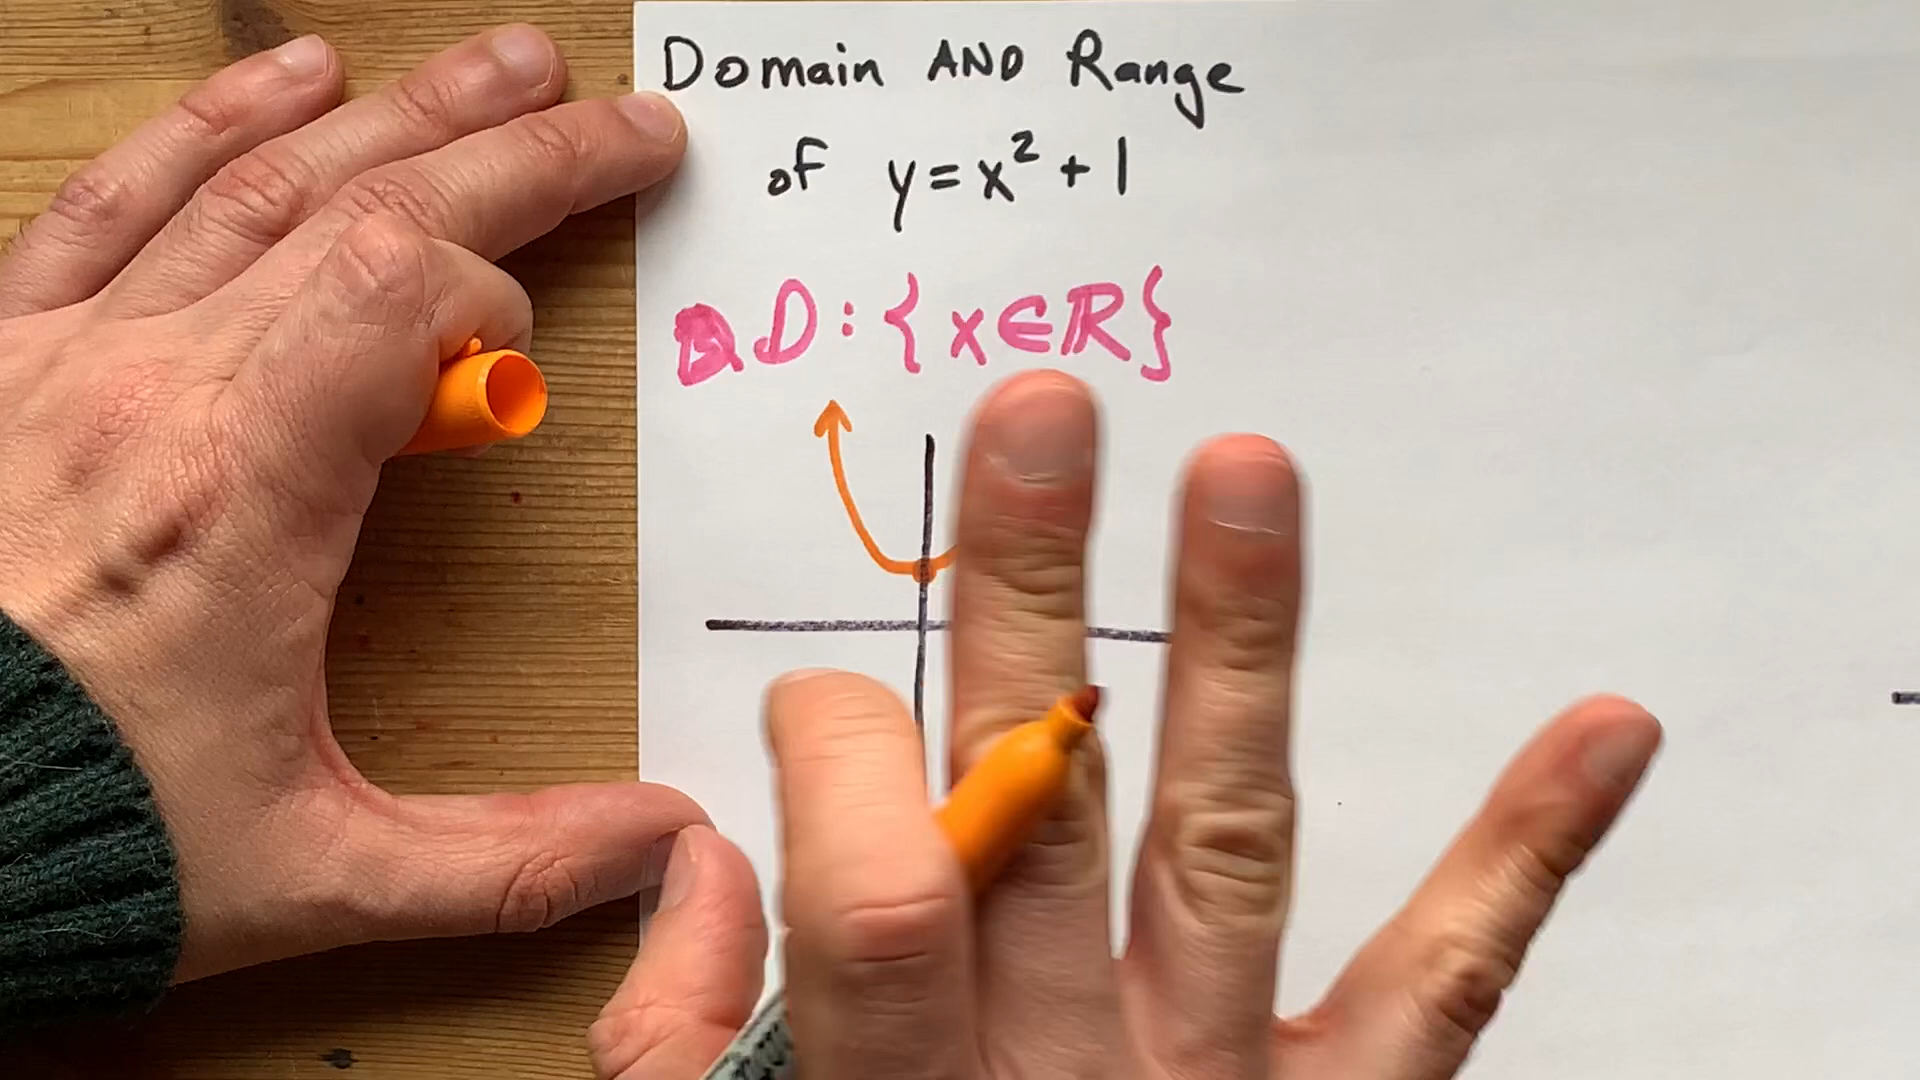 Domain AND Range
of y = x² + 1
D : { x ∈ ℝ }